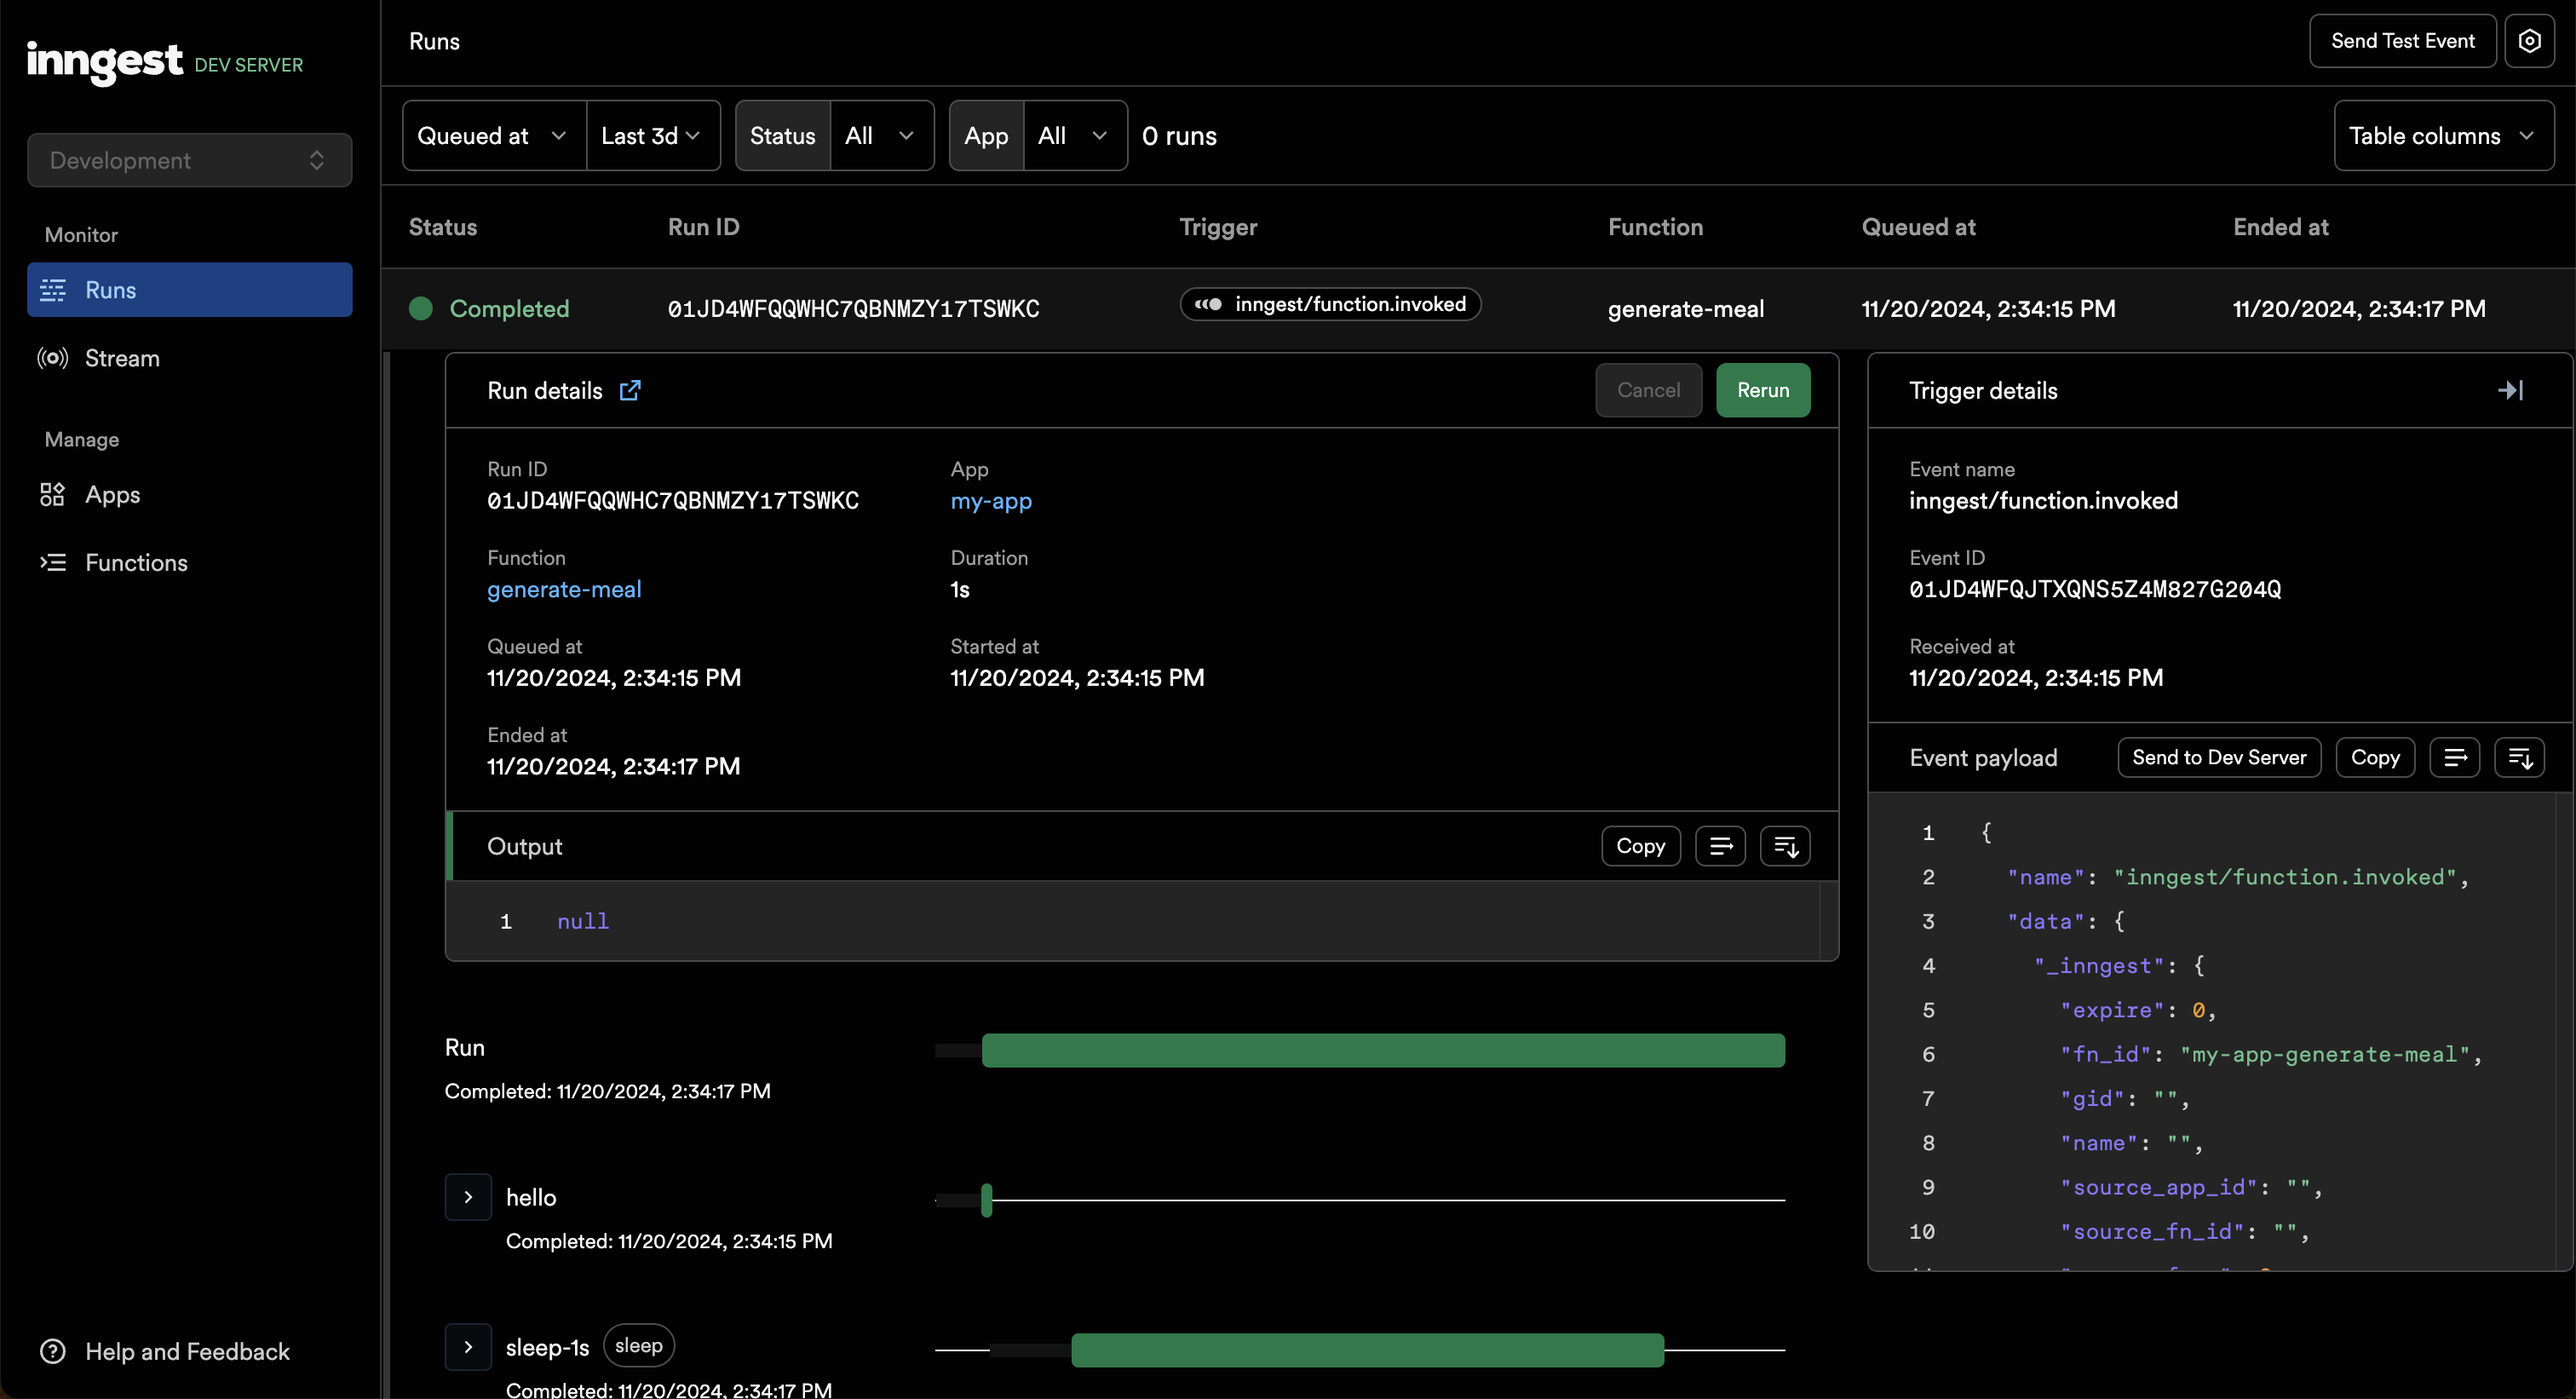 inngest DEV SERVER
Development
Monitor
Runs
Stream
Manage
Apps
Functions
Help and Feedback
Runs
Send Test Event
Queued at Last 3d Status All App All 0 runs Table columns
Status Run ID Trigger Function Queued at Ended at
Completed 01JD4WFQQWHC7QBNMZY17TSWKC inngest/function.invoked generate-meal 11/20/2024, 2:34:15 PM 11/20/2024, 2:34:17 PM
Run details Cancel Rerun
Run ID App
01JD4WFQQWHC7QBNMZY17TSWKC my-app
Function Duration
generate-meal 1s
Queued at Started at
11/20/2024, 2:34:15 PM 11/20/2024, 2:34:15 PM
Ended at
11/20/2024, 2:34:17 PM
Output Copy
1 null
Run
Completed: 11/20/2024, 2:34:17 PM
hello
Completed: 11/20/2024, 2:34:15 PM
sleep-1s sleep
Completed: 11/20/2024, 2:34:17 PM
Trigger details
Event name
inngest/function.invoked
Event ID
01JD4WFQJTXQNS5Z4M827G204Q
Received at
11/20/2024, 2:34:15 PM
Event payload Send to Dev Server Copy
1 {
2 "name": "inngest/function.invoked",
3 "data": {
4 "_inngest": {
5 "expire": 0,
6 "fn_id": "my-app-generate-meal",
7 "gid": "",
8 "name": "",
9 "source_app_id": "",
10 "source_fn_id": "",